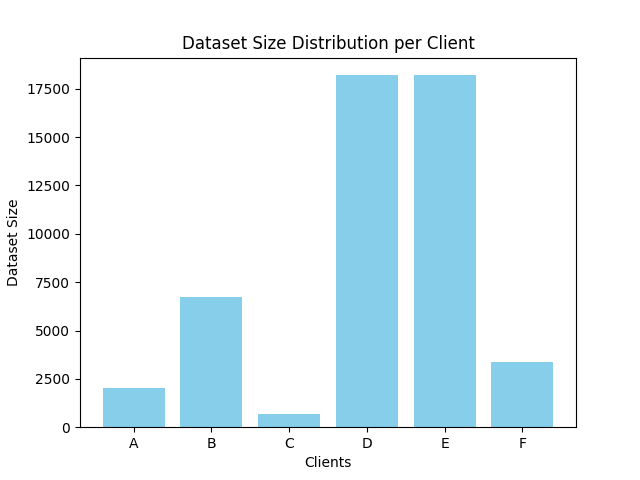 Dataset Size Distribution per Client
Dataset Size
17500
15000
12500
10000
7500
5000
2500
0
A B C D E F
Clients